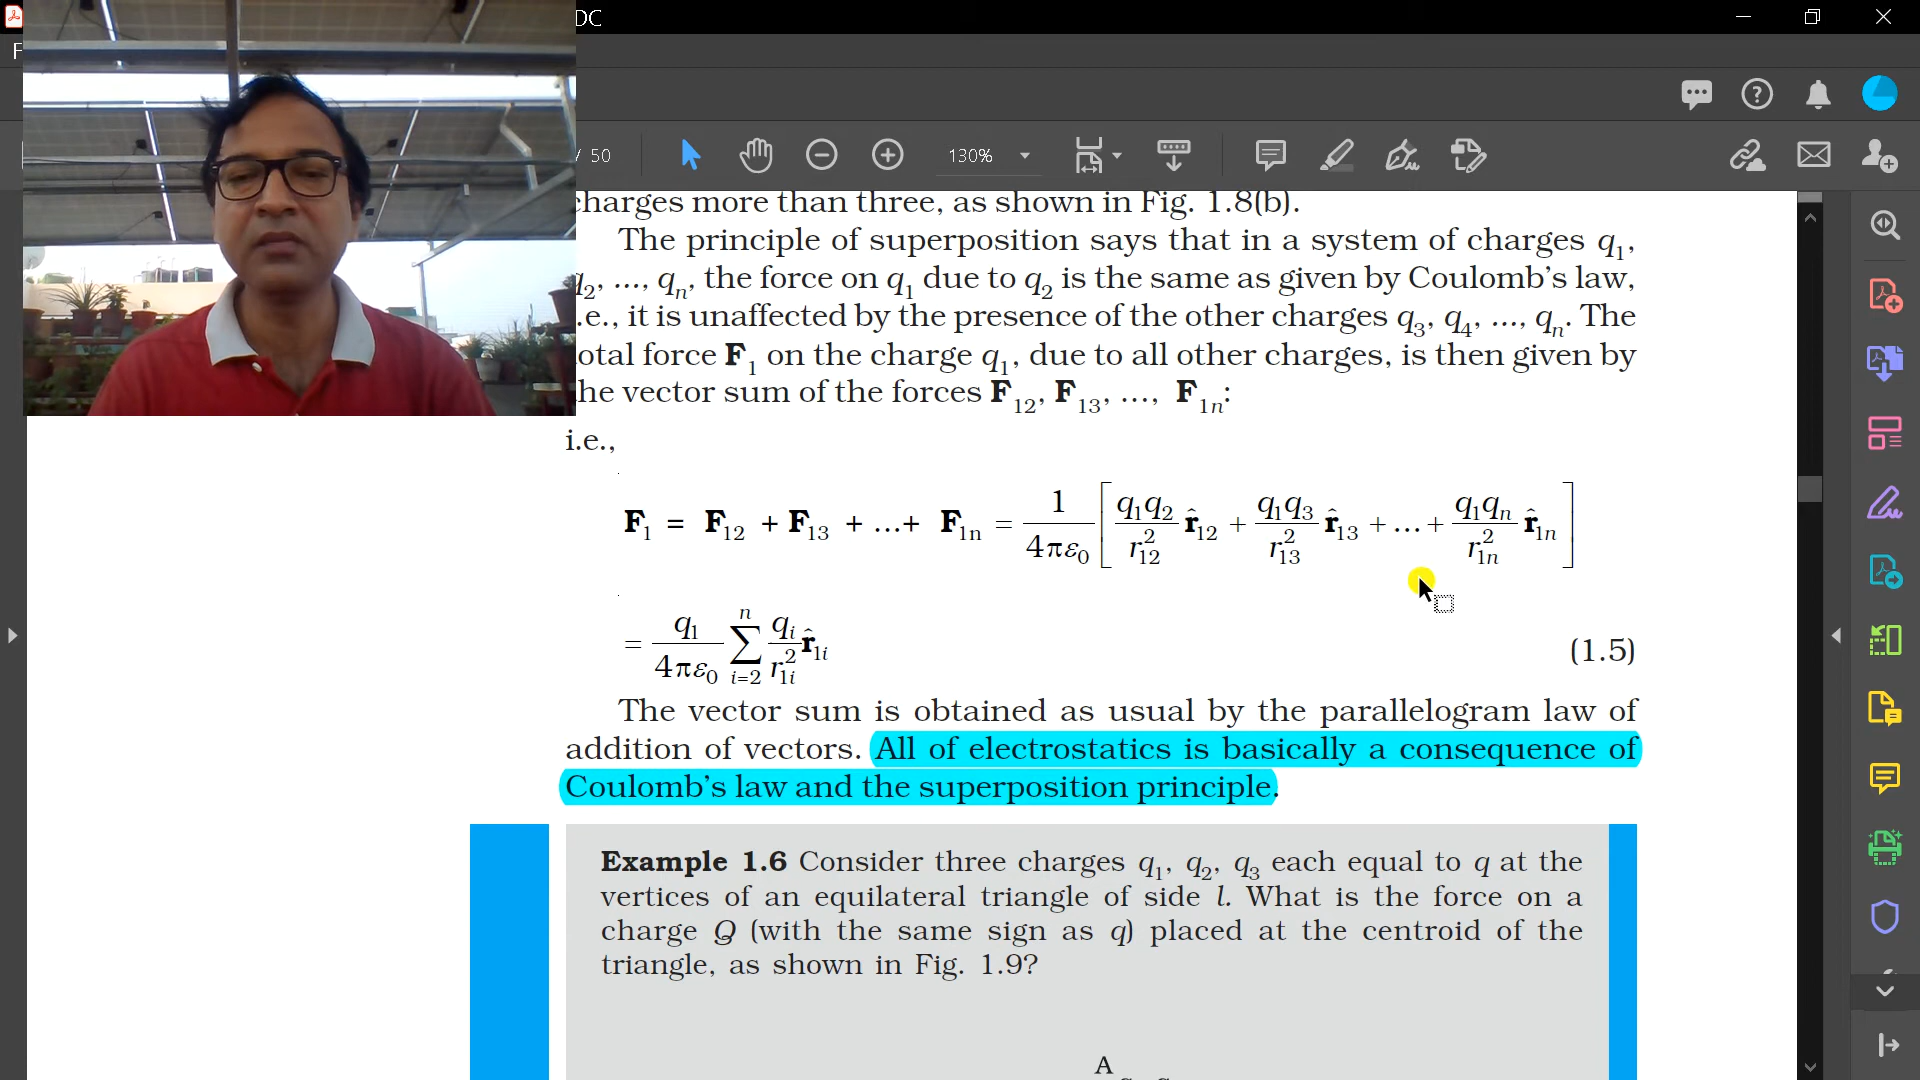 DC
F
/ 50
130%
charges more than three, as shown in Fig. 1.8(b).
The principle of superposition says that in a system of charges q₁,
q₂, ..., qₙ, the force on q₁ due to q₂ is the same as given by Coulomb's law,
.e., it is unaffected by the presence of the other charges q₃, q₄, ..., qₙ. The
otal force F₁ on the charge q₁, due to all other charges, is then given by
he vector sum of the forces F₁₂, F₁₃, ..., F₁ₙ:
i.e.,
F₁ = F₁₂ + F₁₃ + ...+ F₁ₙ = 1/4πε₀ [q₁q₂/r₁₂² r̂₁₂ + q₁q₃/r₁₃² r̂₁₃ + ... + q₁qₙ/r₁ₙ² r̂₁ₙ]
= q₁/4πε₀ ∑ᵢ₌₂ⁿ qᵢ/r₁ᵢ² r̂₁ᵢ (1.5)
The vector sum is obtained as usual by the parallelogram law of
addition of vectors. All of electrostatics is basically a consequence of
Coulomb's law and the superposition principle.
Example 1.6 Consider three charges q₁, q₂, q₃ each equal to q at the
vertices of an equilateral triangle of side l. What is the force on a
charge Q (with the same sign as q) placed at the centroid of the
triangle, as shown in Fig. 1.9?
A